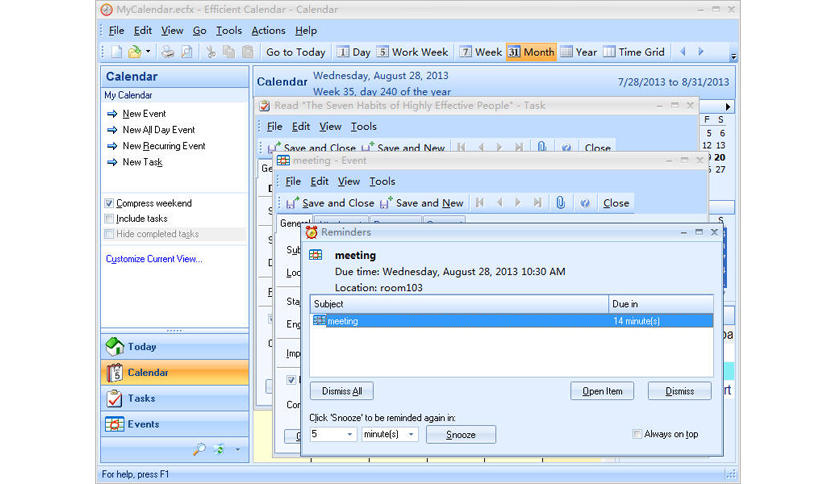 MyCalendar.ecfx - Efficient Calendar - Calendar
File Edit View Go Tools Actions Help
Go to Today 1 Day 5 Work Week 7 Week 31 Month Year Time Grid
Calendar
My Calendar
New Event
New All Day Event
New Recurring Event
New Task
Compress weekend
Include tasks
Hide completed tasks
Customize Current View...
Today
Calendar
Tasks
Events
For help, press F1
Calendar Wednesday, August 28, 2013
Week 35, day 240 of the year
7/28/2013 to 8/31/2013
F S
5 6
12 13
20
27
S
Read "The Seven Habits of Highly Effective People" - Task
File Edit View Tools
Save and Close Save and New Close
meeting - Event
File Edit View Tools
Save and Close Save and New Close
General
Reminders
meeting
Due time: Wednesday, August 28, 2013 10:30 AM
Location: room103
Subject Due in
meeting 14 minute(s)
Dismiss All Open Item Dismiss
Click 'Snooze' to be reminded again in:
5 minute(s) Snooze Always on top